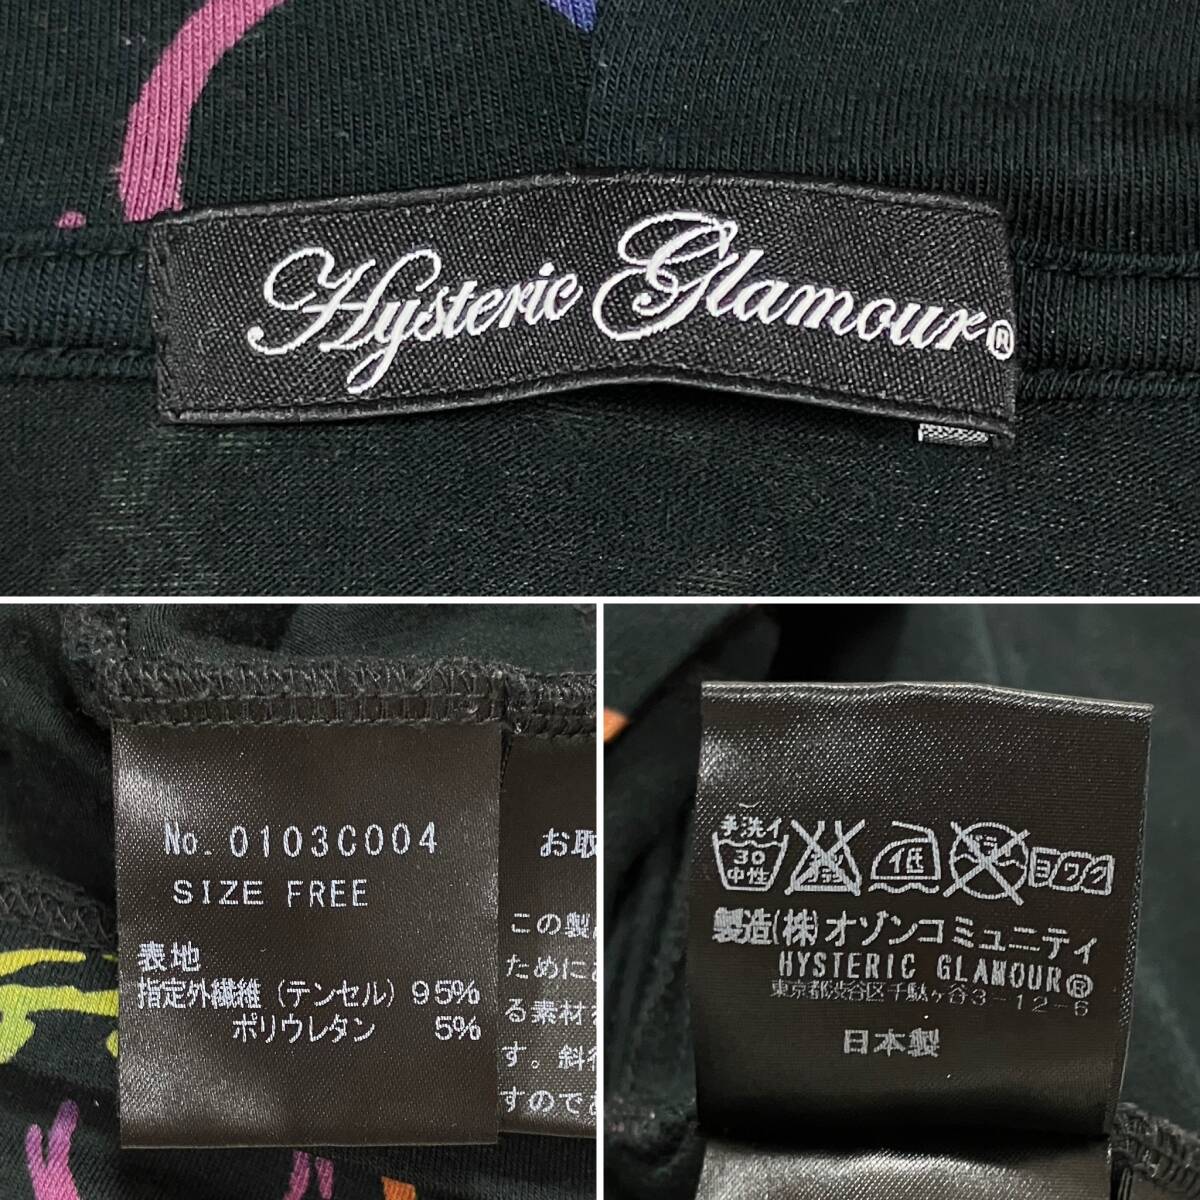 Hysteric Glamour®
No. 0103C004
SIZE FREE
表地
指定外繊維 (テンセル) 95%
ポリウレタン 5%
お取
この製
ために
る素材
す。斜行
すので
手洗イ
30
中性
低
ヨワク
製造(株)オゾンコミュニティ
HYSTERIC GLAMOUR®
東京都渋谷区千駄ヶ谷3-12-6
日本製